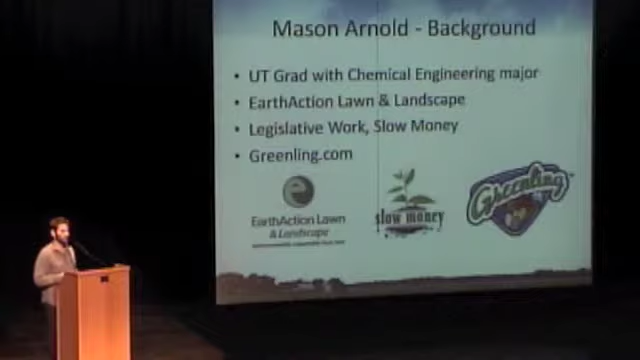 Mason Arnold - Background
• UT Grad with Chemical Engineering major
• EarthAction Lawn & Landscape
• Legislative Work, Slow Money
• Greenling.com
EarthAction Lawn
& Landscape
slow money
Greenling